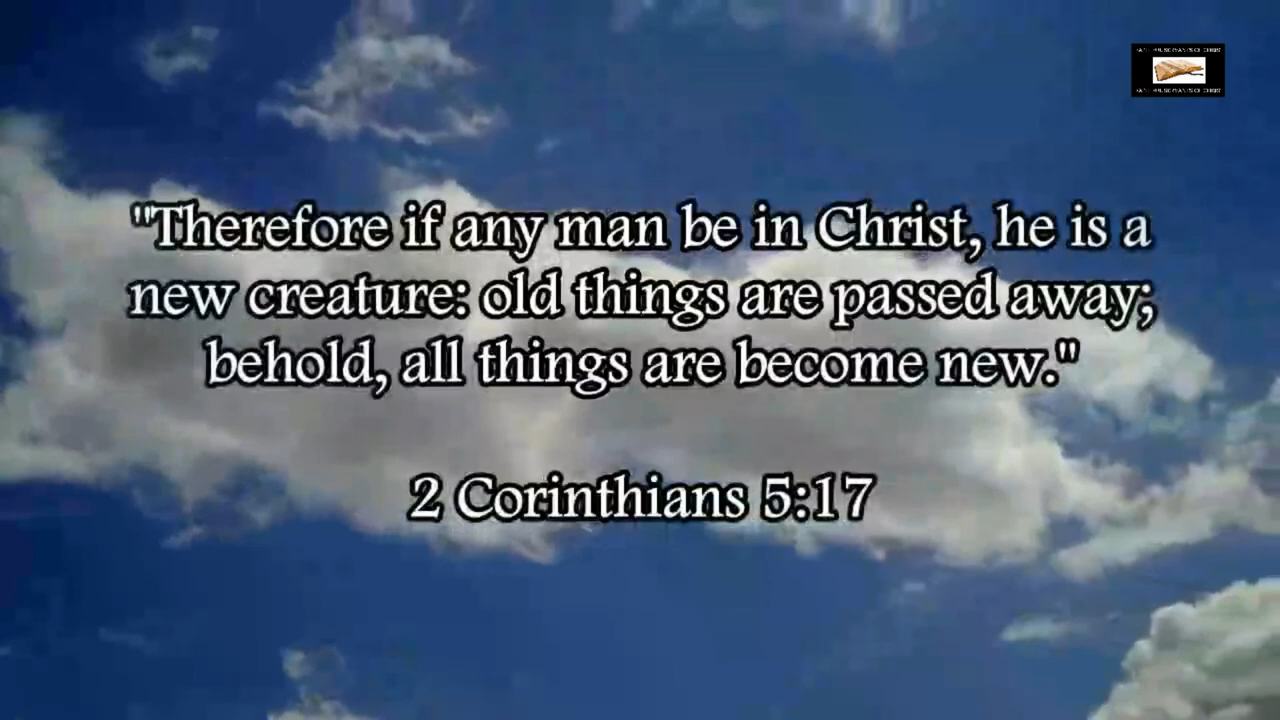 "Therefore if any man be in Christ, he is a
new creature: old things are passed away;
behold, all things are become new."
2 Corinthians 5:17